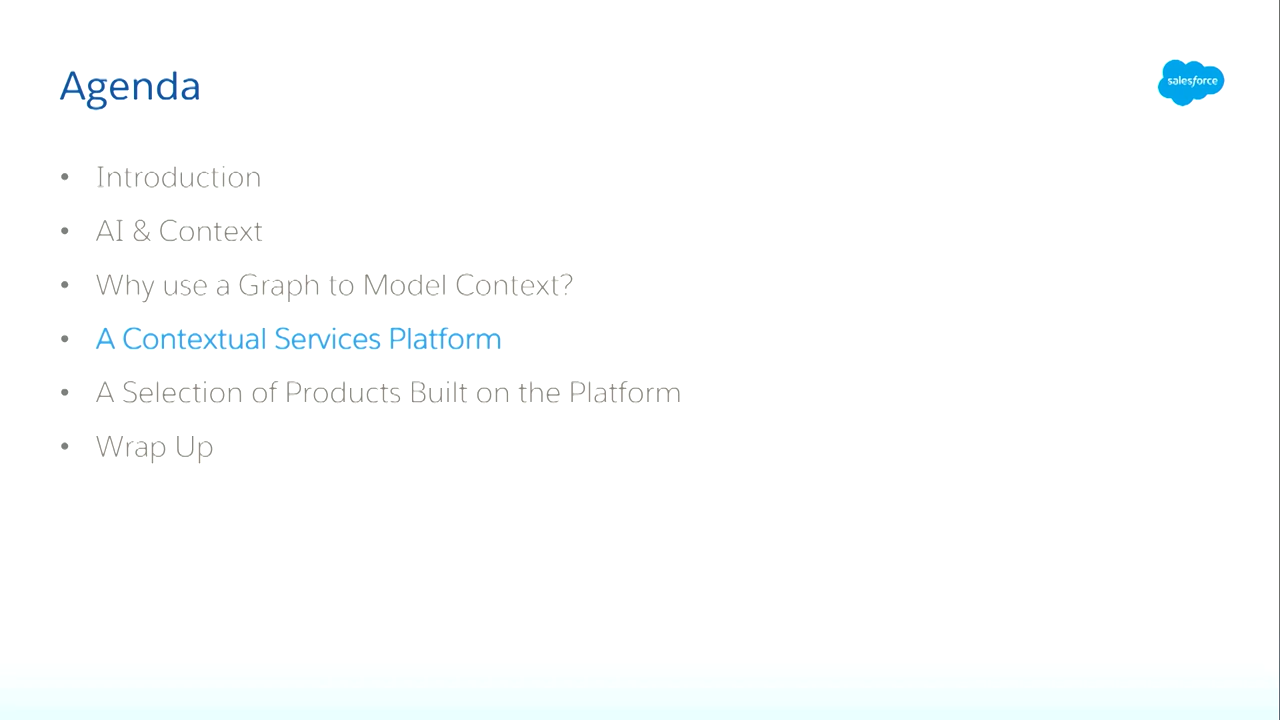 Agenda
salesforce
• Introduction
• AI & Context
• Why use a Graph to Model Context?
• A Contextual Services Platform
• A Selection of Products Built on the Platform
• Wrap Up